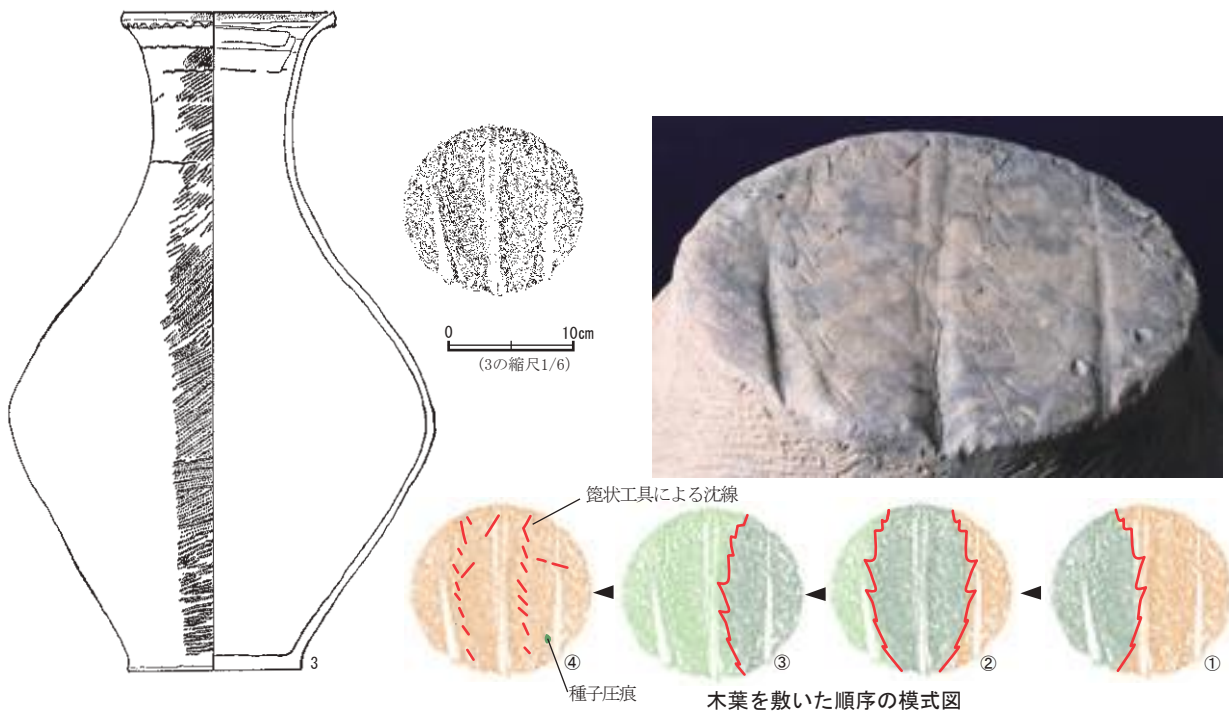 3
0 10cm
(3の縮尺1/6)
箆状工具による沈線
④ ③ ② ①
種子圧痕
木葉を敷いた順序の模式図